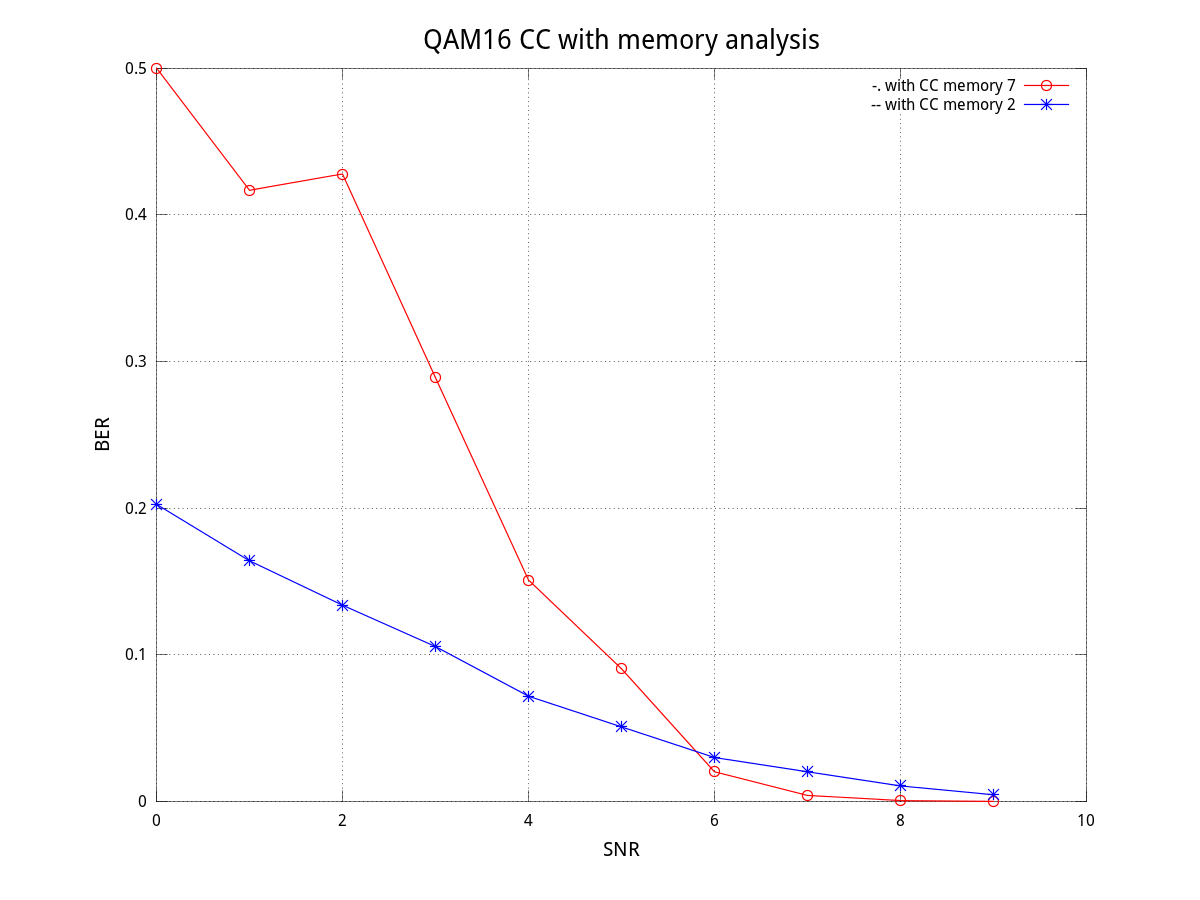 QAM16 CC with memory analysis
-. with CC memory 7
-- with CC memory 2
0.5
0.4
0.3
0.2
0.1
0
BER
0 2 4 6 8 10
SNR